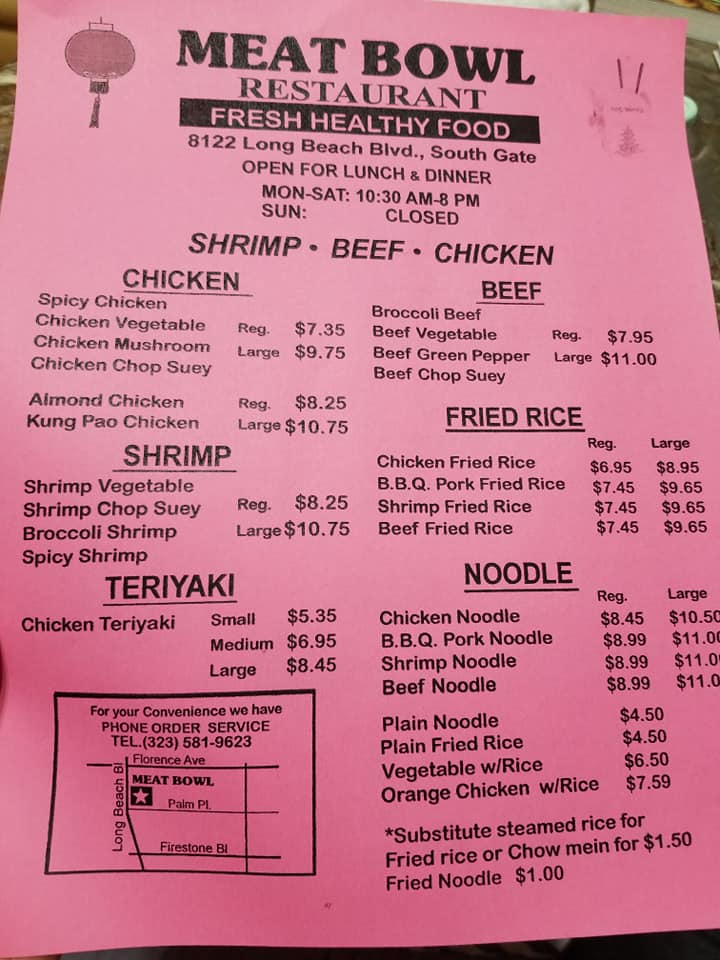 MEAT BOWL
RESTAURANT
FRESH HEALTHY FOOD
8122 Long Beach Blvd., South Gate
OPEN FOR LUNCH & DINNER
MON-SAT: 10:30 AM-8 PM
SUN: CLOSED
SHRIMP • BEEF • CHICKEN
CHICKEN
Spicy Chicken
Chicken Vegetable Reg. $7.35
Chicken Mushroom Large $9.75
Chicken Chop Suey
Almond Chicken Reg. $8.25
Kung Pao Chicken Large $10.75
SHRIMP
Shrimp Vegetable
Shrimp Chop Suey Reg. $8.25
Broccoli Shrimp Large $10.75
Spicy Shrimp
TERIYAKI
Chicken Teriyaki Small $5.35
Medium $6.95
Large $8.45
For your Convenience we have
PHONE ORDER SERVICE
TEL.(323) 581-9623
Florence Ave
MEAT BOWL
Long Beach Bl
Palm Pl.
Firestone Bl
BEEF
Broccoli Beef
Beef Vegetable Reg. $7.95
Beef Green Pepper Large $11.00
Beef Chop Suey
FRIED RICE
Reg. Large
Chicken Fried Rice $6.95 $8.95
B.B.Q. Pork Fried Rice $7.45 $9.65
Shrimp Fried Rice $7.45 $9.65
Beef Fried Rice $7.45 $9.65
NOODLE
Reg. Large
Chicken Noodle $8.45 $10.50
B.B.Q. Pork Noodle $8.99 $11.00
Shrimp Noodle $8.99 $11.0
Beef Noodle $8.99 $11.0
Plain Noodle $4.50
Plain Fried Rice $4.50
Vegetable w/Rice $6.50
Orange Chicken w/Rice $7.59
*Substitute steamed rice for
Fried rice or Chow mein for $1.50
Fried Noodle $1.00